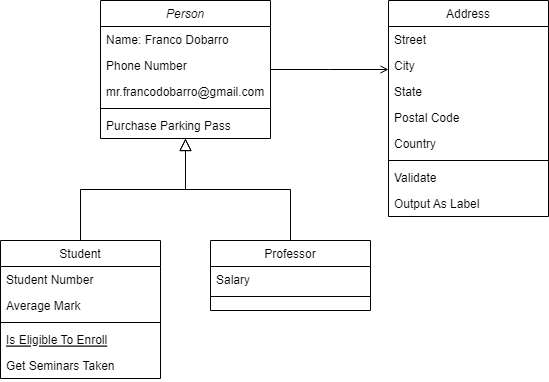 Person
Name: Franco Dobarro
Phone Number
mr.francodobarro@gmail.com
Purchase Parking Pass
Address
Street
City
State
Postal Code
Country
Validate
Output As Label
Student
Student Number
Average Mark
Is Eligible To Enroll
Get Seminars Taken
Professor
Salary